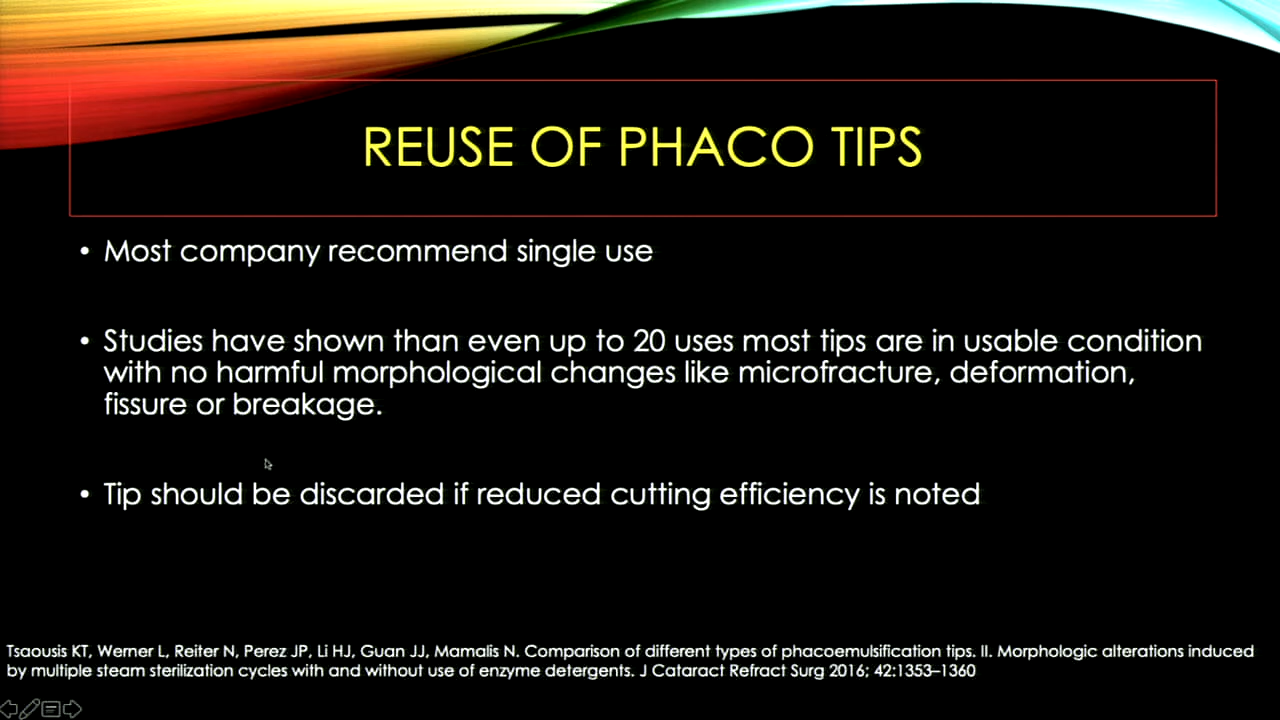 REUSE OF PHACO TIPS
• Most company recommend single use
• Studies have shown than even up to 20 uses most tips are in usable condition
with no harmful morphological changes like microfracture, deformation,
fissure or breakage.
• Tip should be discarded if reduced cutting efficiency is noted
Tsaousis KT, Werner L, Reiter N, Perez JP, Li HJ, Guan JJ, Mamalis N. Comparison of different types of phacoemulsification tips. II. Morphologic alterations induced
by multiple steam sterilization cycles with and without use of enzyme detergents. J Cataract Refract Surg 2016; 42:1353–1360